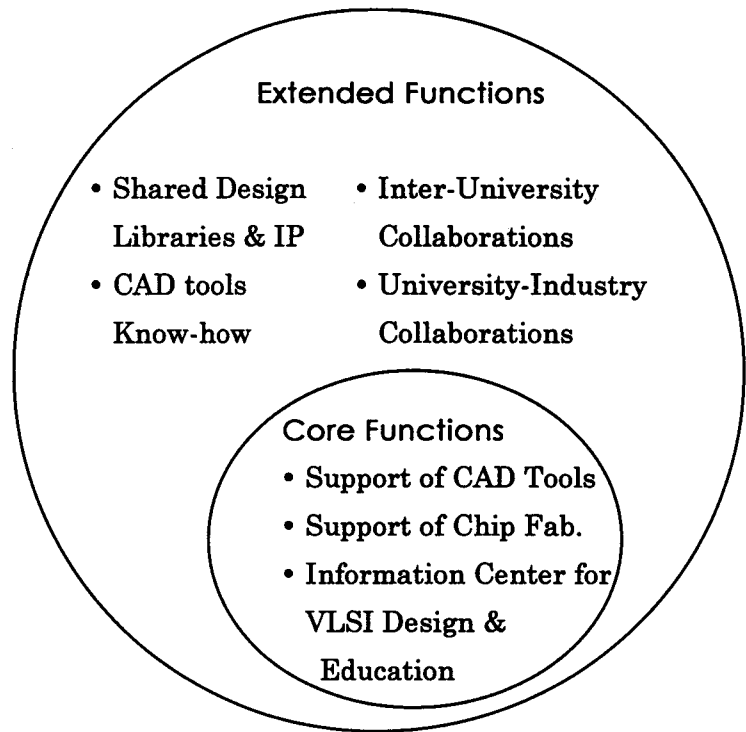 Extended Functions
• Shared Design
Libraries & IP
• CAD tools
Know-how
• Inter-University
Collaborations
• University-Industry
Collaborations
Core Functions
• Support of CAD Tools
• Support of Chip Fab.
• Information Center for
VLSI Design &
Education